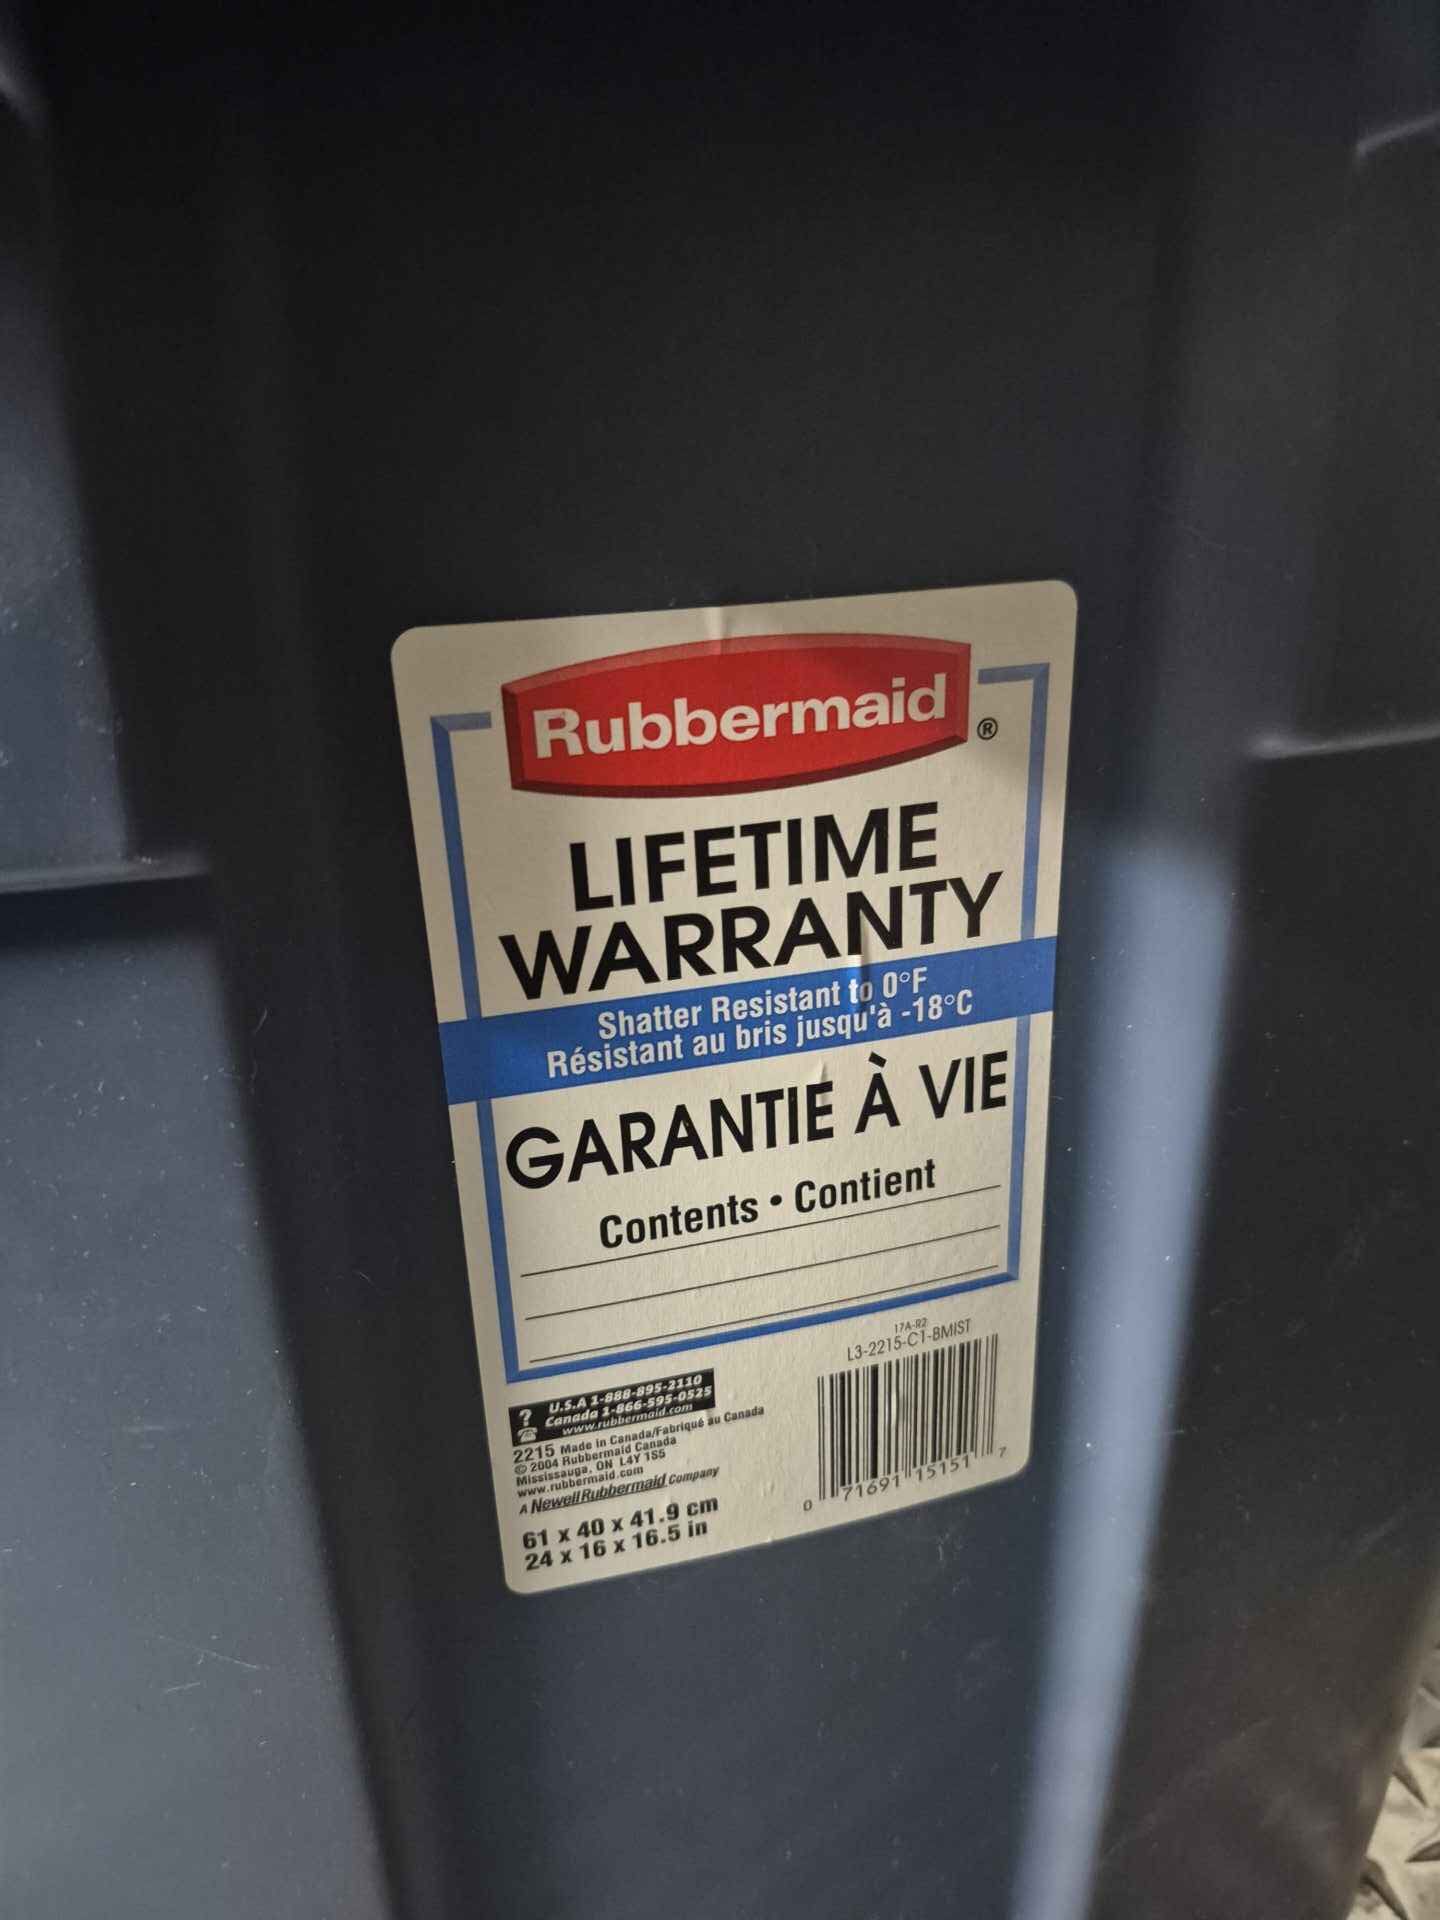 Rubbermaid®
LIFETIME
WARRANTY
Shatter Resistant to 0°F
Résistant au bris jusqu'à -18°C
GARANTIE À VIE
Contents • Contient
17A-R2
L3-2215-C1-BMIST
? U.S.A 1-888-895-2110
Canada 1-866-595-0525
www.rubbermaid.com
2215 Made in Canada/Fabriqué au Canada
© 2004 Rubbermaid Canada
Mississauga, ON L4Y 1S5
www.rubbermaid.com
A Newell Rubbermaid Company
61 x 40 x 41.9 cm
24 x 16 x 16.5 in
0 71691 15151 7